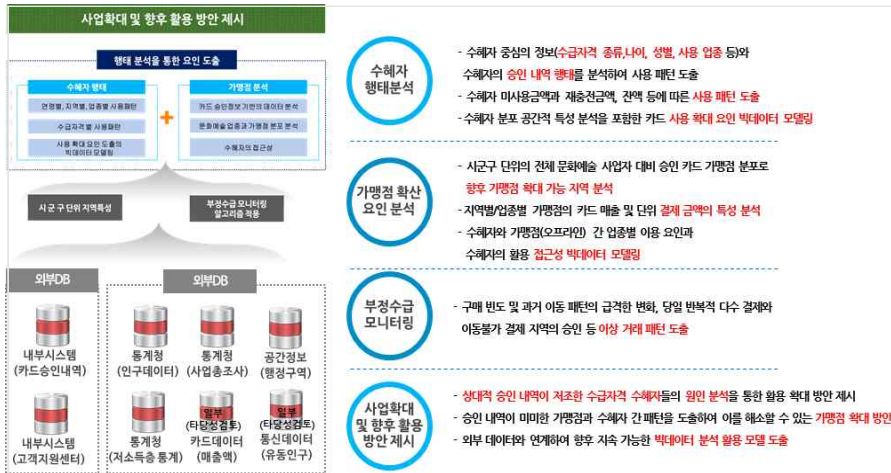 사업확대 및 향후 활용 방안 제시
행태 분석을 통한 요인 도출
수혜자 행태
연령별, 지역별, 업종별 사용패턴
수급자격 별 사용패턴
사용 확대 요인 도출의
빅데이터 모델링
+
가맹점 분석
카드 승인정보기반의 데이터 분석
문화예술 업종과 가맹점 분포 분석
수혜자의 접근성
시 군 구 단위 지역특성
부정수급 모니터링
알고리즘 적용
외부DB
내부시스템
(카드승인내역)
내부시스템
(고객지원센터)
외부DB
통계청
(인구데이터)
통계청
(사업총조사)
공간정보
(행정구역)
통계청
(저소득층 통계)
일부
(타당성검토)
카드데이터
(매출액)
일부
(타당성검토)
통신데이터
(유동인구)
수혜자
행태분석
- 수혜자 중심의 정보(수급자격 종류,나이, 성별, 사용 업종 등)와
수혜자의 승인 내역 행태를 분석하여 사용 패턴 도출
- 수혜자 미사용금액과 재충전금액, 잔액 등에 따른 사용 패턴 도출
- 수혜자 분포 공간적 특성 분석을 포함한 카드 사용 확대 요인 빅데이터 모델링
가맹점 확산
요인 분석
- 시군구 단위의 전체 문화예술 사업자 대비 승인 카드 가맹점 분포로
향후 가맹점 확대 가능 지역 분석
- 지역별/업종별 가맹점의 카드 매출 및 단위 결제 금액의 특성 분석
- 수혜자와 가맹점(오프라인) 간 업종별 이용 요인과
수혜자의 활용 접근성 빅데이터 모델링
부정수급
모니터링
- 구매 빈도 및 과거 이동 패턴의 급격한 변화, 당일 반복적 다수 결제와
이동불가 결제 지역의 승인 등 이상 거래 패턴 도출
사업확대
및 향후 활용
방안 제시
- 상대적 승인 내역이 저조한 수급자격 수혜자들의 원인 분석을 통한 활용 확대 방안 제시
- 승인 내역이 미미한 가맹점과 수혜자 간 패턴을 도출하여 이를 해소할 수 있는 가맹점 확대 방안
- 외부 데이터와 연계하여 향후 지속 가능한 빅데이터 분석 활용 모델 도출